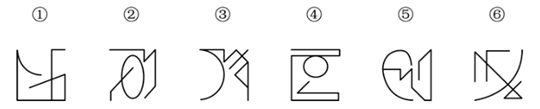 ① ② ③ ④ ⑤ ⑥